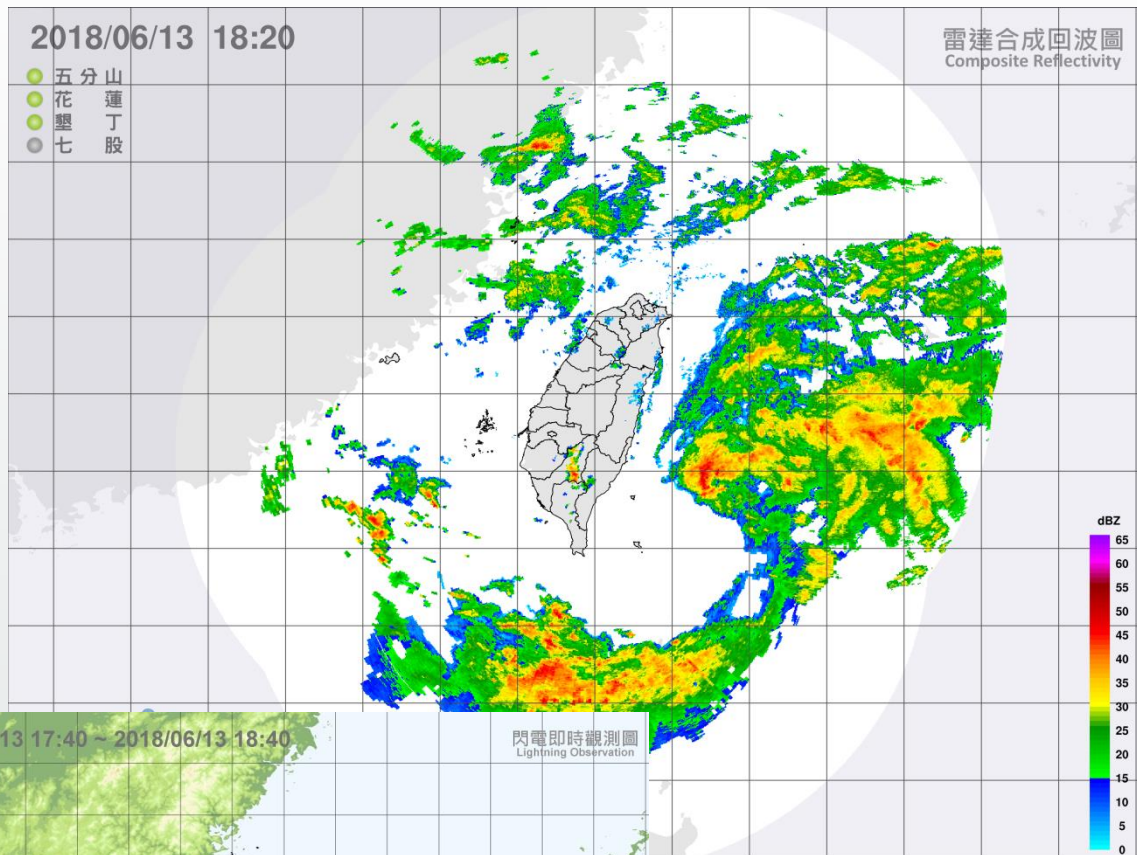 2018/06/13 18:20
雷達合成回波圖
Composite Reflectivity
五分山
花 蓮
墾 丁
七 股
dBZ
65
60
55
50
45
40
35
30
25
20
15
10
5
0
13 17:40 ~ 2018/06/13 18:40
閃電即時觀測圖
Lightning Observation